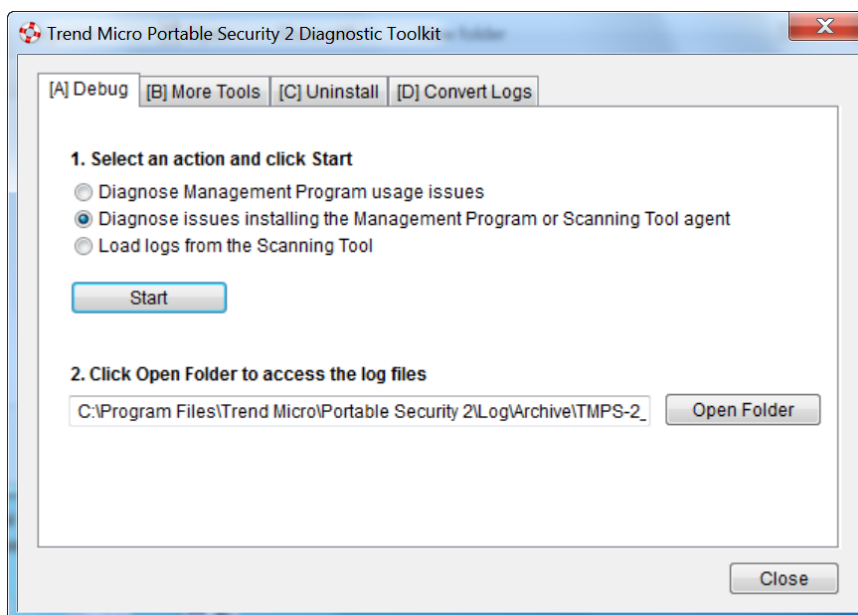 Trend Micro Portable Security 2 Diagnostic Toolkit
[A] Debug [B] More Tools [C] Uninstall [D] Convert Logs
1. Select an action and click Start
Diagnose Management Program usage issues
Diagnose issues installing the Management Program or Scanning Tool agent
Load logs from the Scanning Tool
Start
2. Click Open Folder to access the log files
C:\Program Files\Trend Micro\Portable Security 2\Log\Archive\TMPS-2_ Open Folder
Close